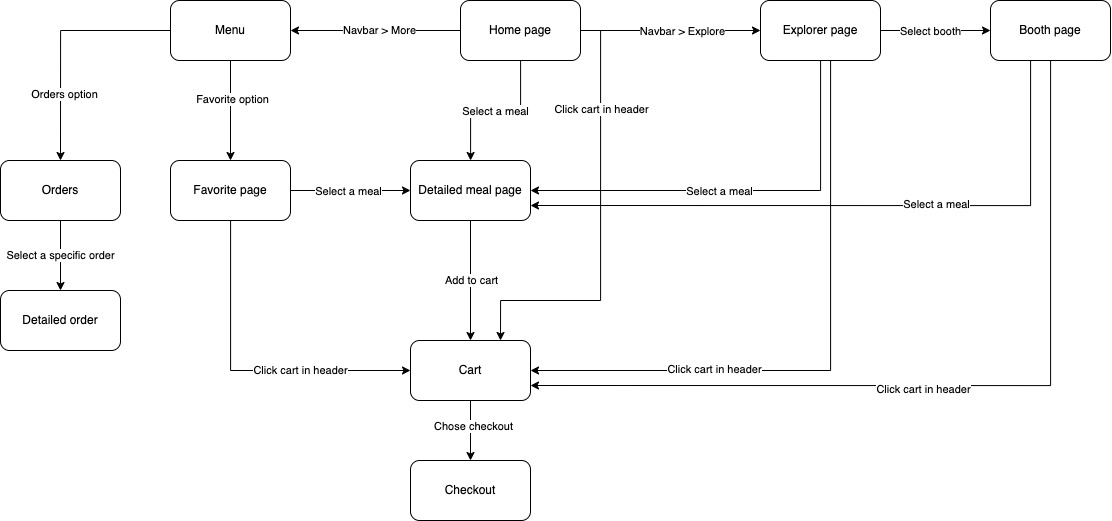 Menu
Navbar > More
Home page
Navbar > Explore
Explorer page
Select booth
Booth page
Orders option
Favorite option
Select a meal
Click cart in header
Orders
Favorite page
Select a meal
Detailed meal page
Select a meal
Select a meal
Select a specific order
Add to cart
Detailed order
Click cart in header
Cart
Click cart in header
Click cart in header
Chose checkout
Checkout